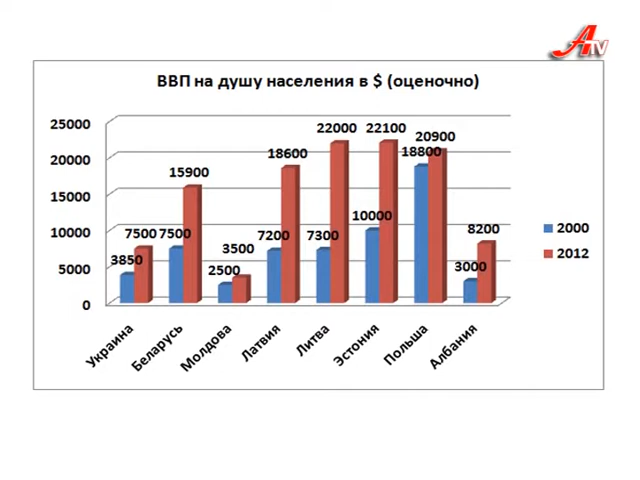 ATV
ВВП на душу населения в $ (оценочно)
25000
20000
15000
10000
5000
0
3850
7500
7500
15900
2500
3500
7200
18600
7300
22000
10000
22100
18800
20900
3000
8200
2000
2012
Украина
Беларусь
Молдова
Латвия
Литва
Эстония
Польша
Албания